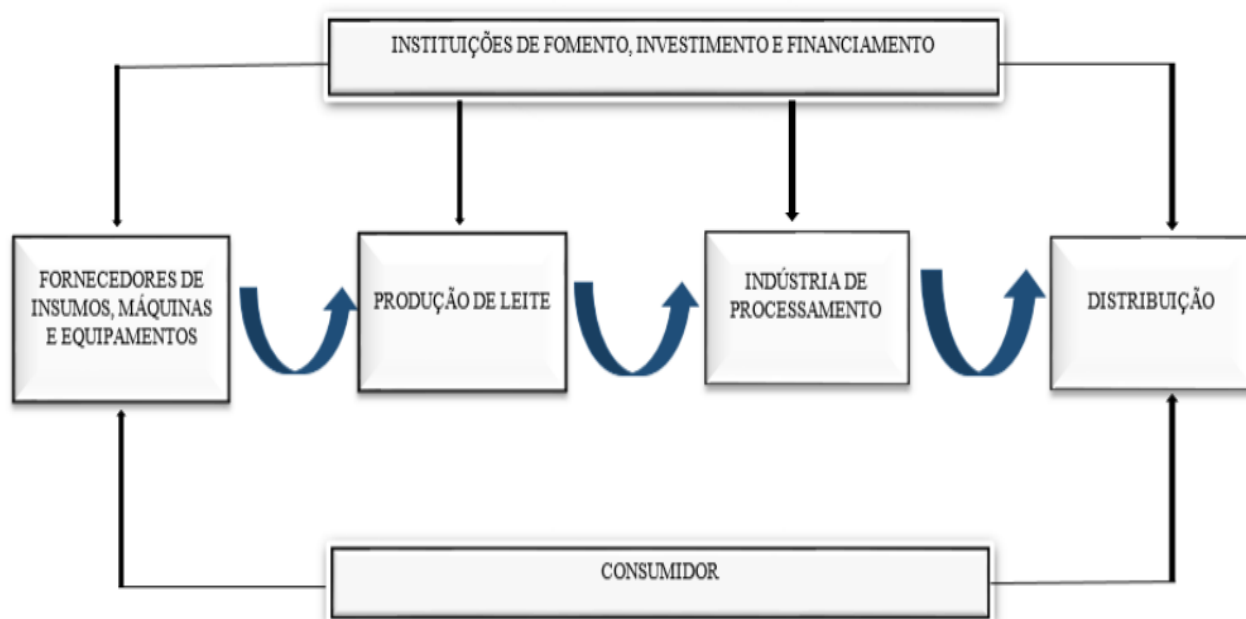 INSTITUIÇÕES DE FOMENTO, INVESTIMENTO E FINANCIAMENTO
FORNECEDORES DE
INSUMOS, MÁQUINAS
E EQUIPAMENTOS
PRODUÇÃO DE LEITE
INDÚSTRIA DE
PROCESSAMENTO
DISTRIBUIÇÃO
CONSUMIDOR